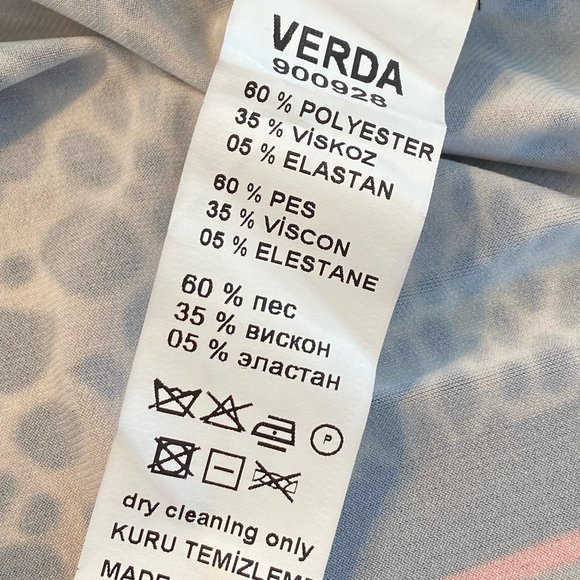 VERDA
900928
60 % POLYESTER
35 % VİSKOZ
05 % ELASTAN
60 % PES
35 % VİSCON
05 % ELESTANE
60 % пес
35 % вискон
05 % эластан
P
dry cleaning only
KURU TEMİZLEME
MADE